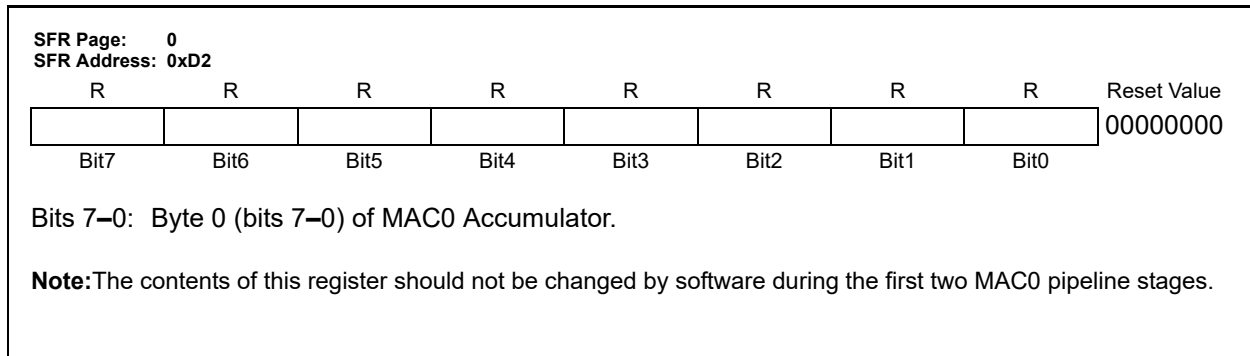 SFR Page: 0
SFR Address: 0xD2
R R R R R R R R Reset Value
00000000
Bit7 Bit6 Bit5 Bit4 Bit3 Bit2 Bit1 Bit0
Bits 7–0: Byte 0 (bits 7–0) of MAC0 Accumulator.
Note:The contents of this register should not be changed by software during the first two MAC0 pipeline stages.